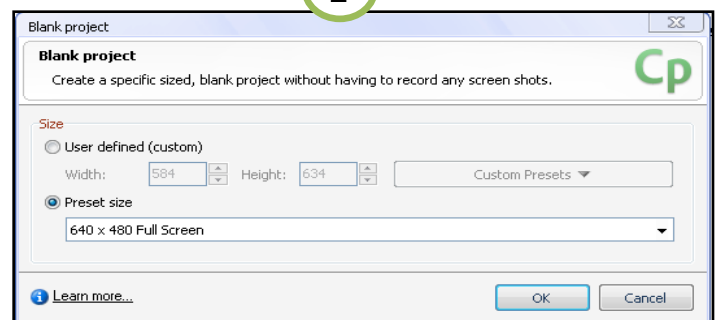 Blank project
Blank project
Create a specific sized, blank project without having to record any screen shots.
Cp
Size
User defined (custom)
Width: 584 Height: 634 Custom Presets
Preset size
640 x 480 Full Screen
Learn more...
OK Cancel